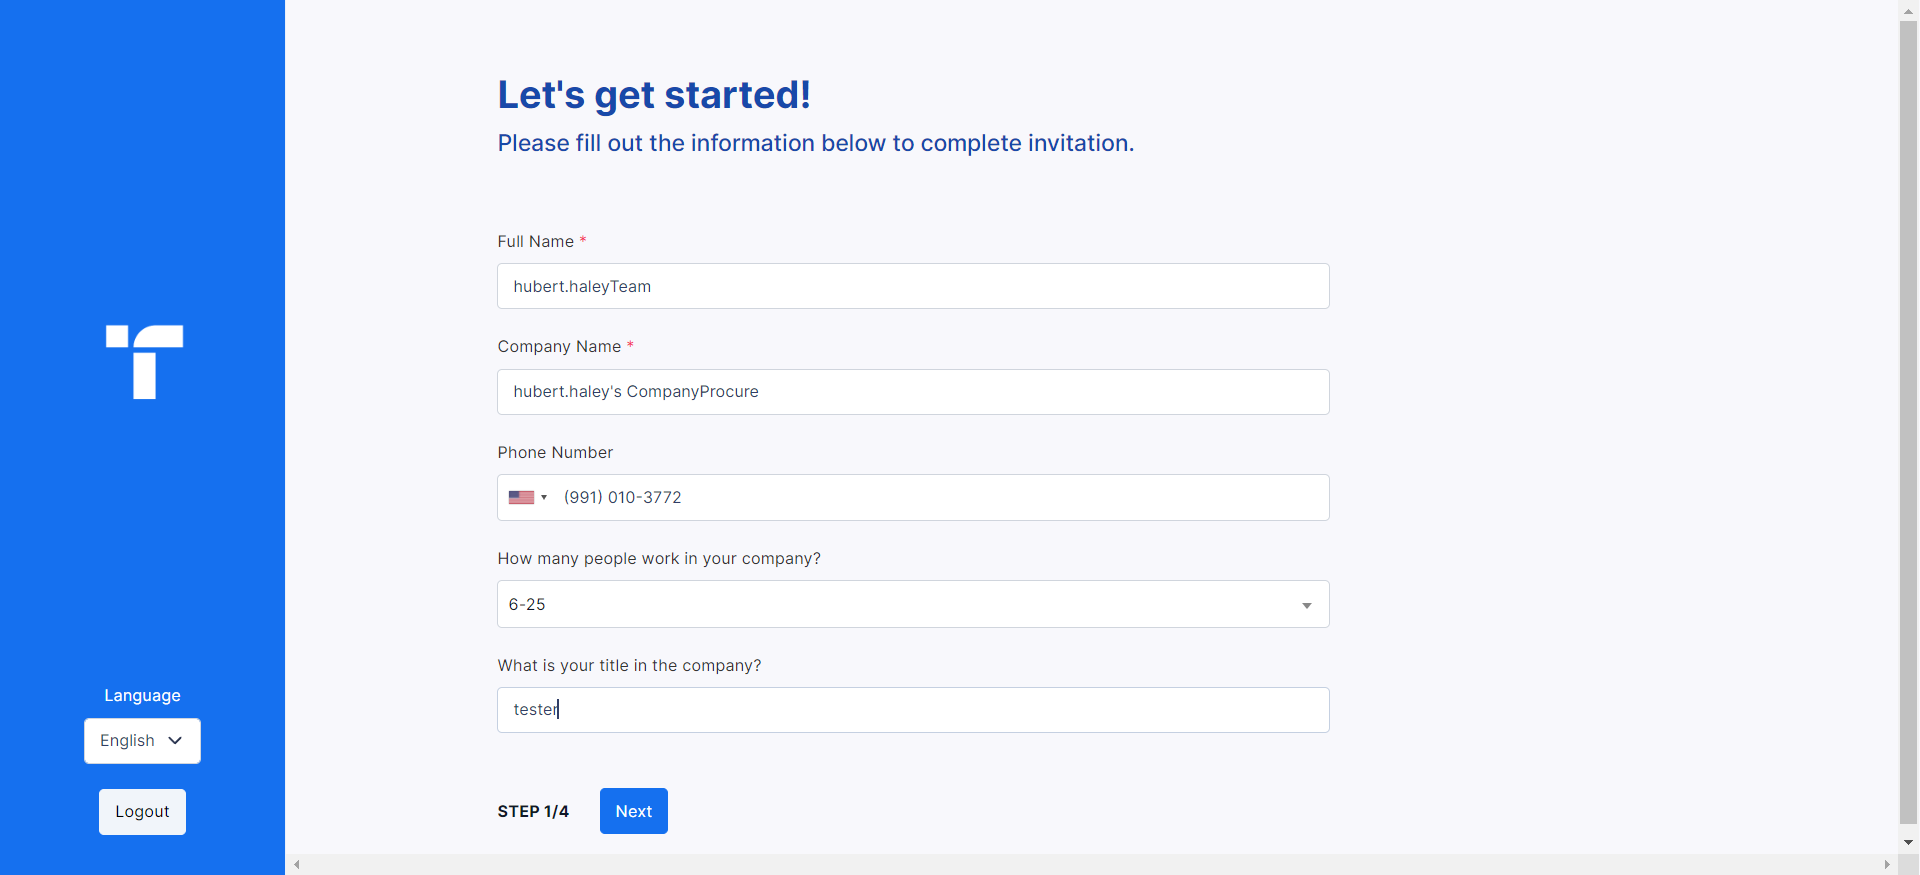 Let's get started!
Please fill out the information below to complete invitation.
Full Name *
hubert.haleyTeam
Company Name *
hubert.haley's CompanyProcure
Phone Number
(991) 010-3772
How many people work in your company?
6-25
What is your title in the company?
tester
STEP 1/4
Next
Language
English
Logout